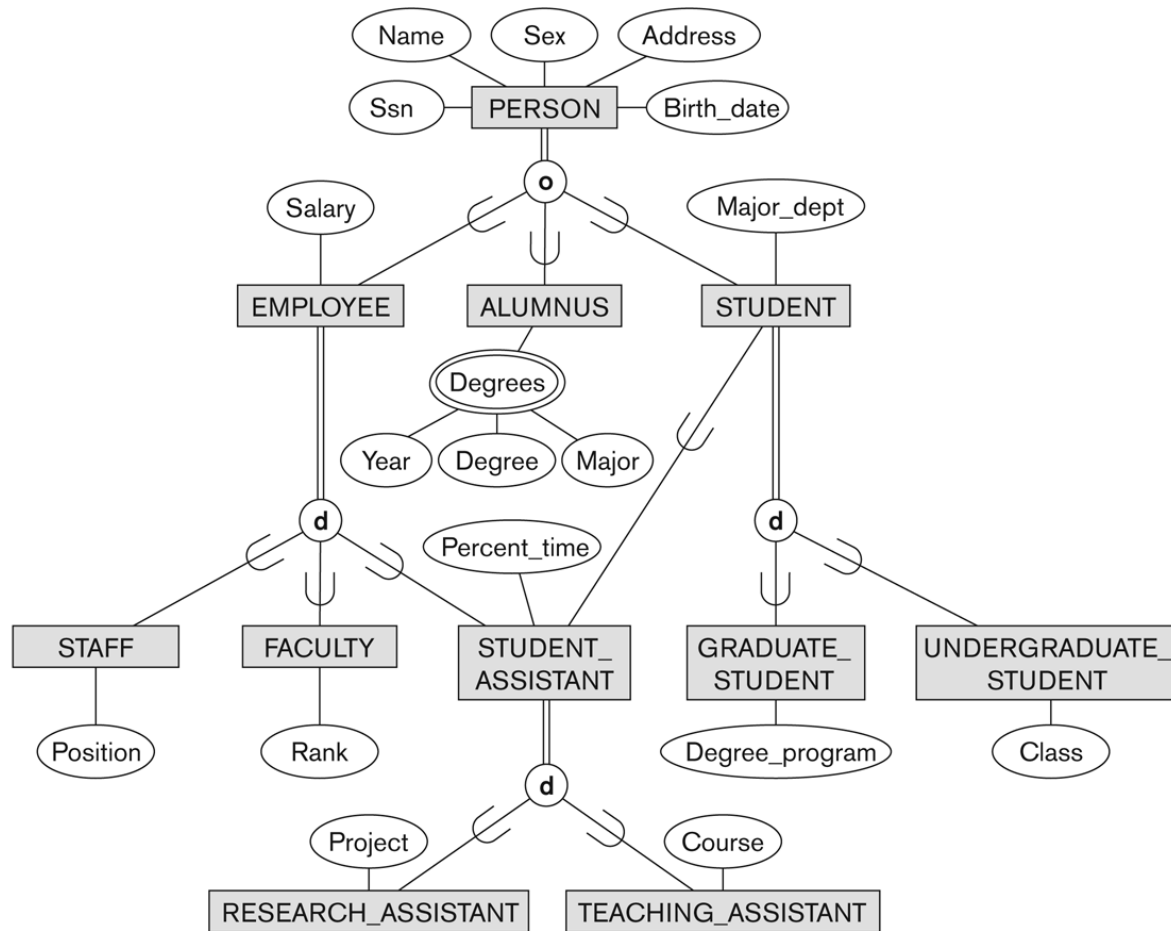 Name
Sex
Address
Ssn
PERSON
Birth_date
o
Salary
Major_dept
EMPLOYEE
ALUMNUS
STUDENT
Degrees
Year
Degree
Major
d
d
Percent_time
STAFF
FACULTY
STUDENT_
ASSISTANT
GRADUATE_
STUDENT
UNDERGRADUATE_
STUDENT
Position
Rank
Degree_program
Class
d
Project
Course
RESEARCH_ASSISTANT
TEACHING_ASSISTANT